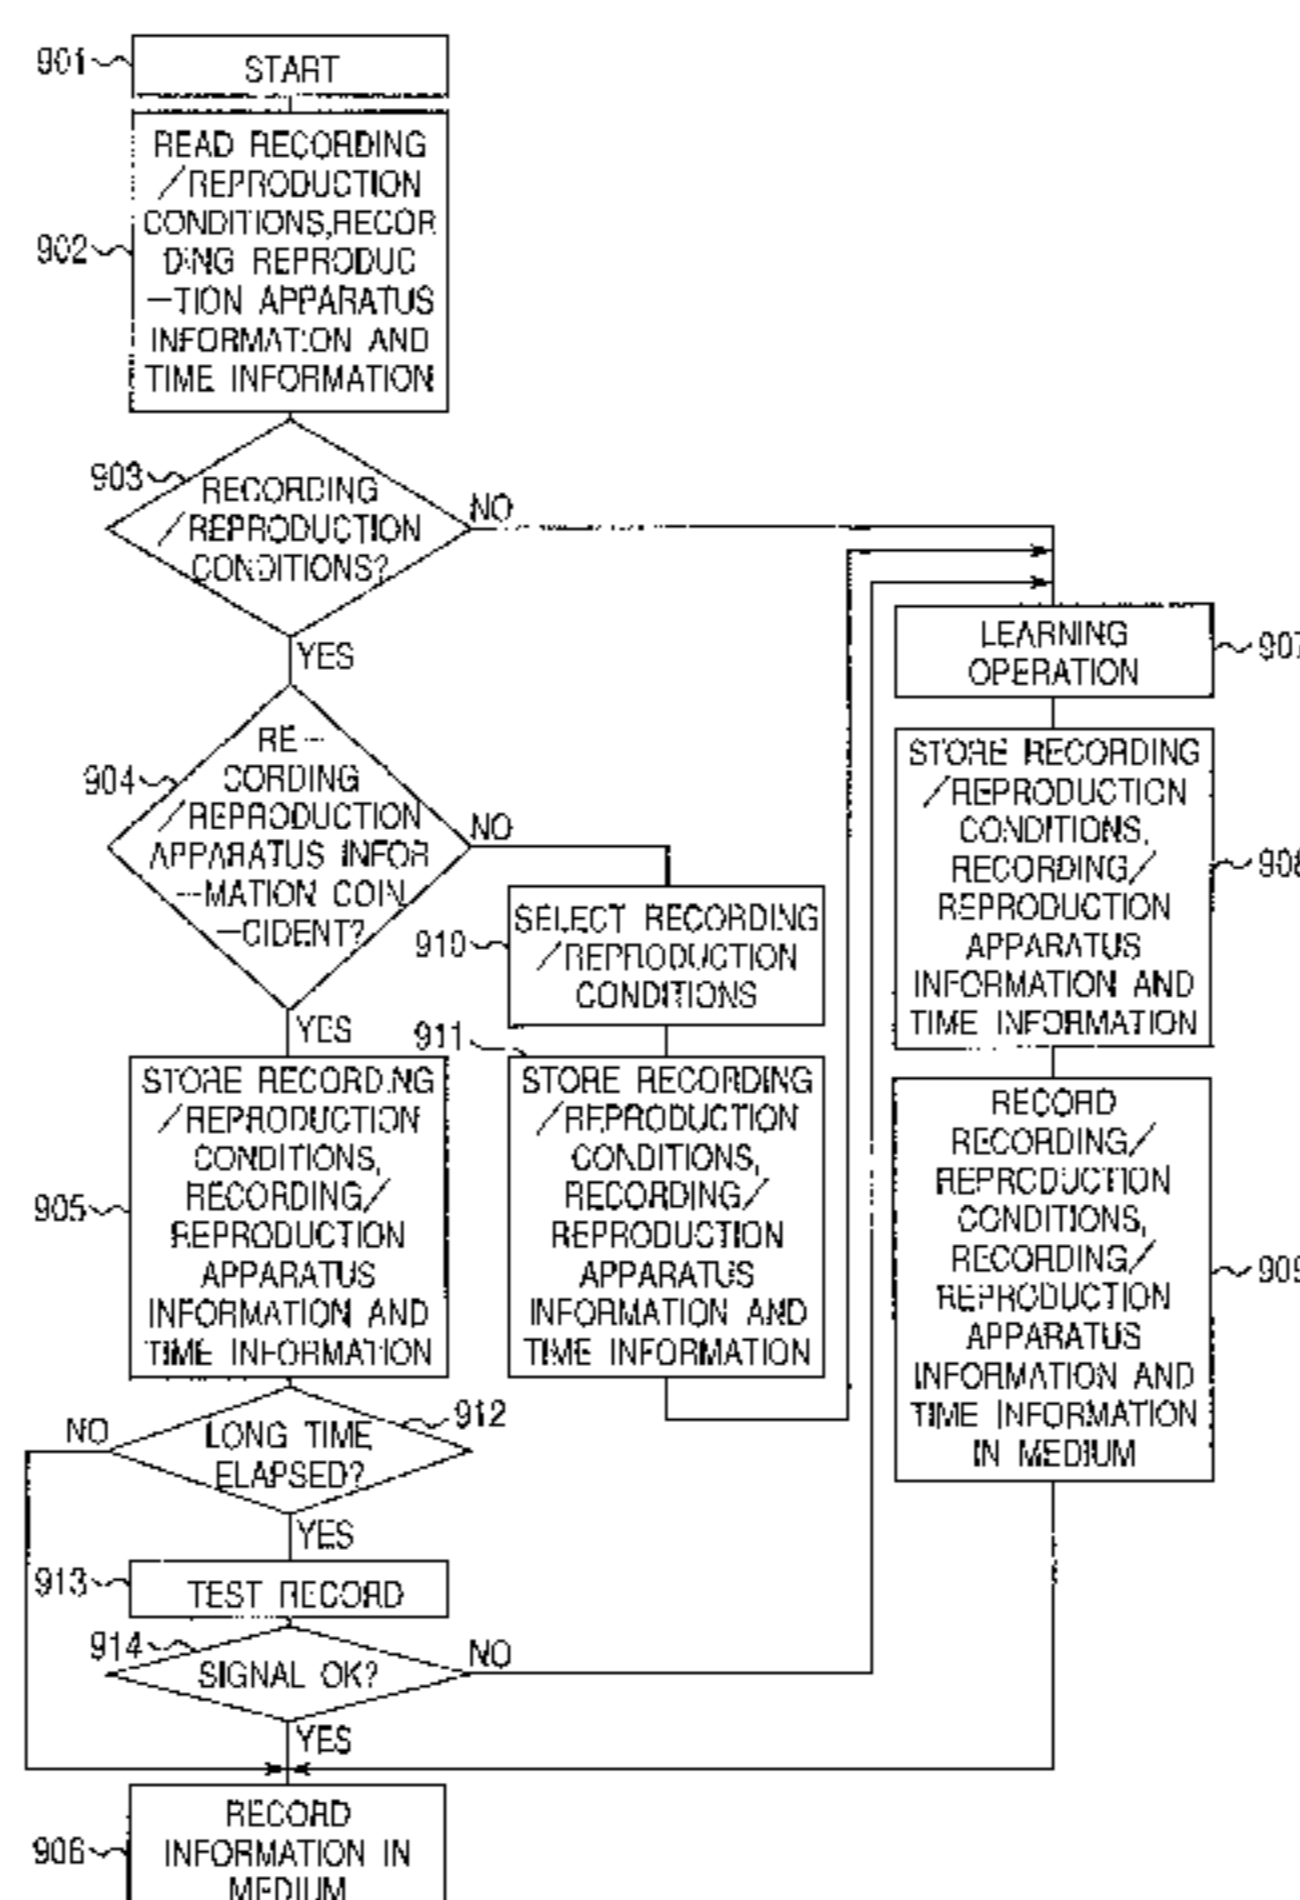 901
START
902
READ RECORDING
/REPRODUCTION
CONDITIONS,RECOR
DING REPRODUC
-TION APPARATUS
INFORMATION AND
TIME INFORMATION
903
RECORDING
/REPRODUCTION
CONDITIONS?
NO
YES
904
RE-
CORDING
/REPRODUCTION
APPARATUS INFOR
-MATION COIN
-CIDENT?
NO
YES
905
STORE RECORDING
/REPRODUCTION
CONDITIONS,
RECORDING/
REPRODUCTION
APPARATUS
INFORMATION AND
TIME INFORMATION
910
SELECT RECORDING
/REPRODUCTION
CONDITIONS
911
STORE RECORDING
/REPRODUCTION
CONDITIONS,
RECORDING/
REPRODUCTION
APPARATUS
INFORMATION AND
TIME INFORMATION
LEARNING
OPERATION
907
STORE RECORDING
/REPRODUCTION
CONDITIONS,
RECORDING/
REPRODUCTION
APPARATUS
INFORMATION AND
TIME INFORMATION
908
RECORD
RECORDING/
REPRODUCTION
CONDITIONS,
RECORDING/
REPRODUCTION
APPARATUS
INFORMATION AND
TIME INFORMATION
IN MEDIUM
909
912
LONG TIME
ELAPSED?
NO
YES
913
TEST RECORD
914
SIGNAL OK?
NO
YES
906
RECORD
INFORMATION IN
MEDIUM